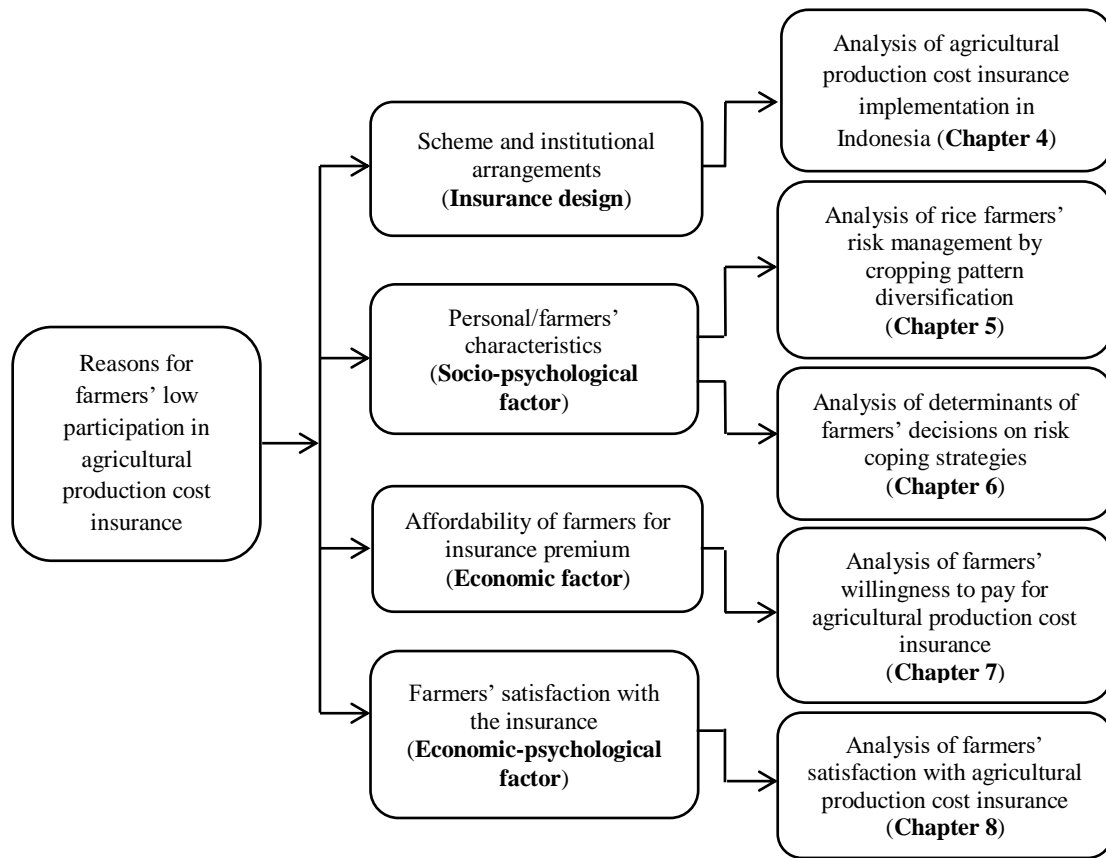 Reasons for
farmers’ low
participation in
agricultural
production cost
insurance
Scheme and institutional
arrangements
(Insurance design)
Personal/farmers’
characteristics
(Socio-psychological
factor)
Affordability of farmers for
insurance premium
(Economic factor)
Farmers’ satisfaction with
the insurance
(Economic-psychological
factor)
Analysis of agricultural
production cost insurance
implementation in
Indonesia (Chapter 4)
Analysis of rice farmers’
risk management by
cropping pattern
diversification
(Chapter 5)
Analysis of determinants of
farmers’ decisions on risk
coping strategies
(Chapter 6)
Analysis of farmers’
willingness to pay for
agricultural production cost
insurance
(Chapter 7)
Analysis of farmers’
satisfaction with agricultural
production cost insurance
(Chapter 8)